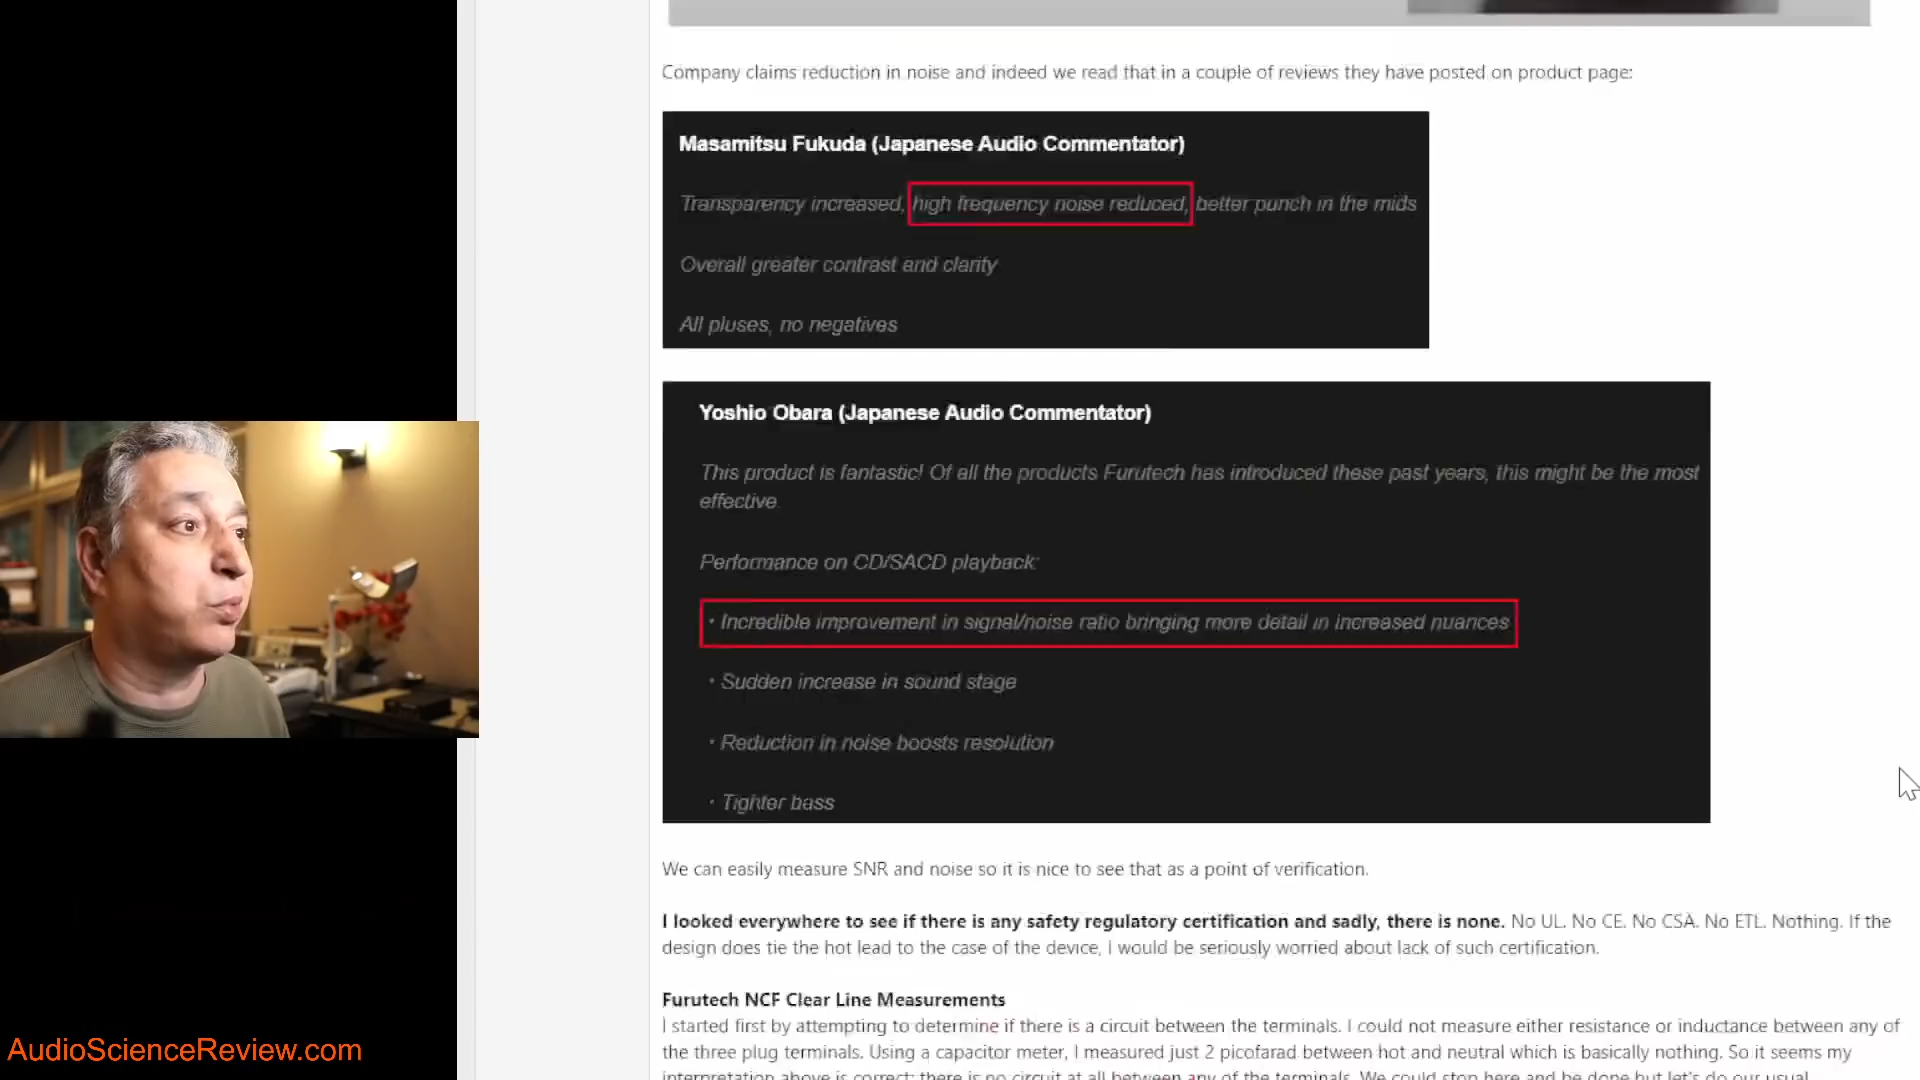 Company claims reduction in noise and indeed we read that in a couple of reviews they have posted on product page:
Masamitsu Fukuda (Japanese Audio Commentator)
Transparency increased, high frequency noise reduced, better punch in the mids
Overall greater contrast and clarity
All pluses, no negatives
Yoshio Obara (Japanese Audio Commentator)
This product is fantastic! Of all the products Furutech has introduced these past years, this might be the most
effective.
Performance on CD/SACD playback:
· Incredible improvement in signal/noise ratio bringing more detail in increased nuances
· Sudden increase in sound stage
· Reduction in noise boosts resolution
· Tighter bass
We can easily measure SNR and noise so it is nice to see that as a point of verification.
I looked everywhere to see if there is any safety regulatory certification and sadly, there is none. No UL. No CE. No CSA. No ETL. Nothing. If the
design does tie the hot lead to the case of the device, I would be seriously worried about lack of such certification.
Furutech NCF Clear Line Measurements
I started first by attempting to determine if there is a circuit between the terminals. I could not measure either resistance or inductance between any of
the three plug terminals. Using a capacitor meter, I measured just 2 picofarad between hot and neutral which is basically nothing. So it seems my
interpretation above is correct: there is no circuit at all between any of the terminals. We could stop here and be done but let's do our usual
AudioScienceReview.com